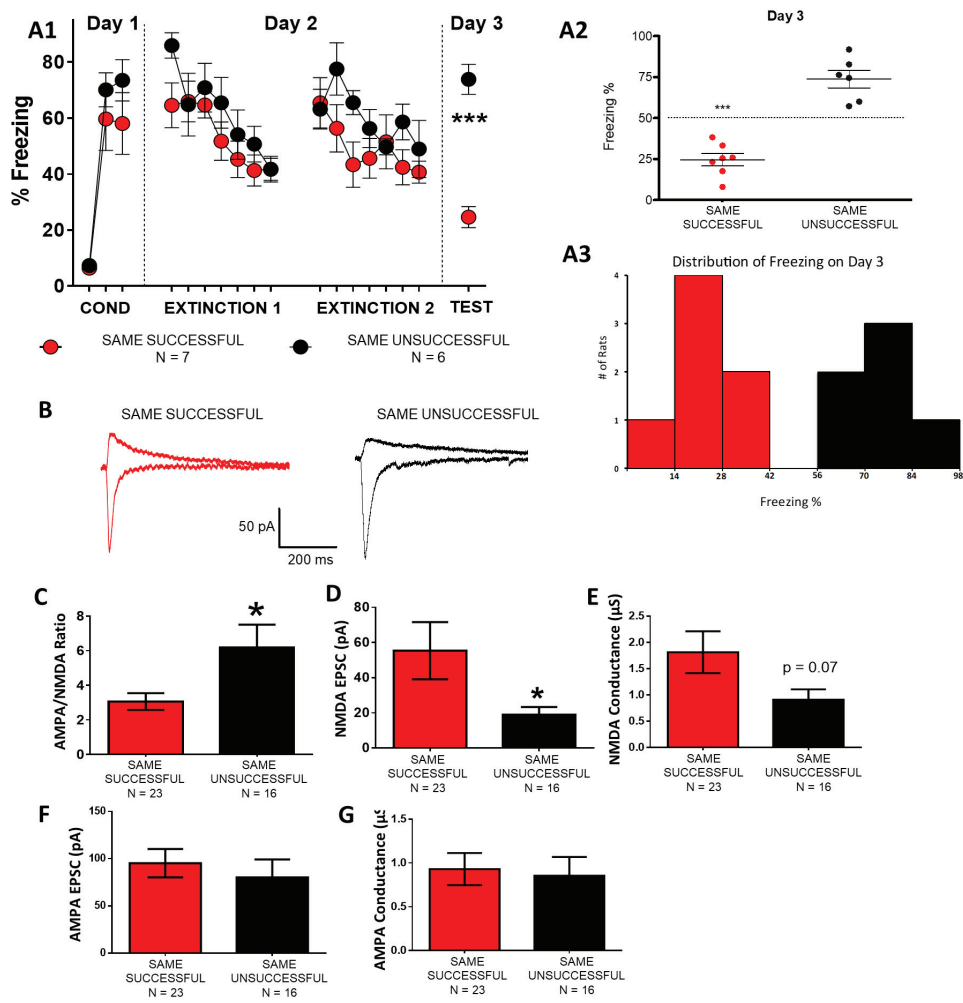 A1
Day 1
Day 2
Day 3
% Freezing
80
60
40
20
0
COND
EXTINCTION 1
EXTINCTION 2
TEST
***
SAME SUCCESSFUL
N = 7
SAME UNSUCCESSFUL
N = 6
A2
Day 3
Freezing %
100
75
50
25
0
***
SAME
SUCCESSFUL
SAME
UNSUCCESSFUL
A3
Distribution of Freezing on Day 3
# of Rats
4
3
2
1
0
14
28
42
56
70
84
98
Freezing %
B
SAME SUCCESSFUL
SAME UNSUCCESSFUL
50 pA
200 ms
C
AMPA/NMDA Ratio
8
6
4
2
0
*
SAME
SUCCESSFUL
N = 23
SAME
UNSUCCESSFUL
N = 16
D
NMDA EPSC (pA)
80
60
40
20
0
*
SAME
SUCCESSFUL
N = 23
SAME
UNSUCCESSFUL
N = 16
E
NMDA Conductance (µS)
2.5
2.0
1.5
1.0
0.5
0.0
p = 0.07
SAME
SUCCESSFUL
N = 23
SAME
UNSUCCESSFUL
N = 16
F
AMPA EPSC (pA)
150
100
50
0
SAME
SUCCESSFUL
N = 23
SAME
UNSUCCESSFUL
N = 16
G
AMPA Conductance (µS
1.5
1.0
0.5
0.0
SAME
SUCCESSFUL
N = 23
SAME
UNSUCCESSFUL
N = 16